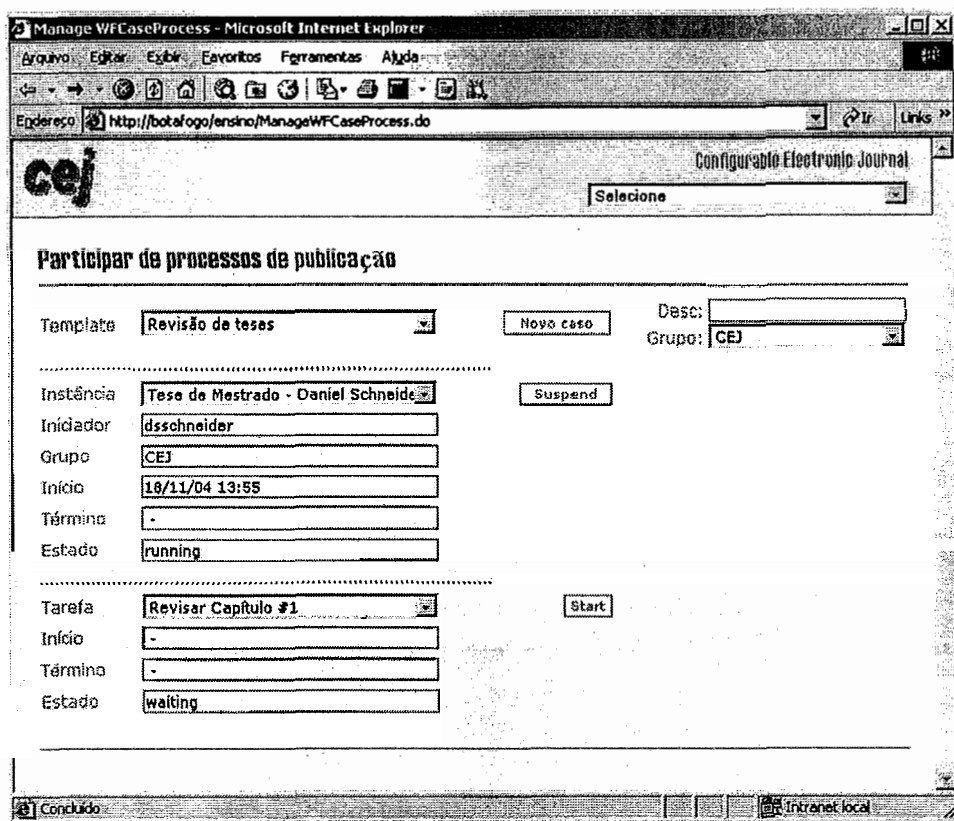 Manage WFCaseProcess - Microsoft Internet Explorer
Arquivo Editar Exibir Favoritos Ferramentas Ajuda
Endereço http://botafogo/ensino/ManageWFCaseProcess.do Ir Links »
cej
Configurable Electronic Journal
Selecione
Participar de processos de publicação
Template Revisão de teses Novo caso Desc:
Grupo: CEJ
Instância Tese de Mestrado - Daniel Schneide Suspend
Iniciador dsschneider
Grupo CEJ
Início 18/11/04 13:55
Término -
Estado running
Tarefa Revisar Capítulo #1 Start
Início -
Término -
Estado waiting
Concluído Intranet local